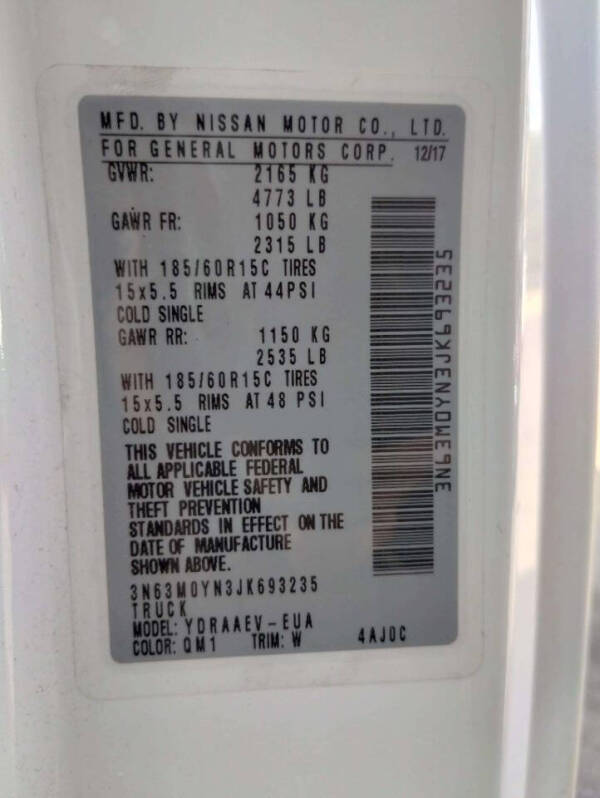 MFD. BY NISSAN MOTOR CO., LTD.
FOR GENERAL MOTORS CORP. 12/17
GVWR: 2165 KG
4773 LB
GAWR FR: 1050 KG
2315 LB
WITH 185/60R15C TIRES
15x5.5 RIMS AT 44PSI
COLD SINGLE
GAWR RR: 1150 KG
2535 LB
WITH 185/60R15C TIRES
15x5.5 RIMS AT 48 PSI
COLD SINGLE
THIS VEHICLE CONFORMS TO
ALL APPLICABLE FEDERAL
MOTOR VEHICLE SAFETY AND
THEFT PREVENTION
STANDARDS IN EFFECT ON THE
DATE OF MANUFACTURE
SHOWN ABOVE.
3N63M0YN3JK693235
TRUCK
MODEL: YDRAAEV-EUA
COLOR: QM1 TRIM: W 4AJ0C
3N63M0YN3JK693235